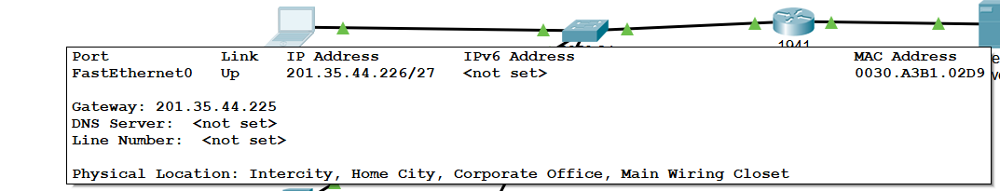 1941
Port Link IP Address IPv6 Address MAC Address
FastEthernet0 Up 201.35.44.226/27 <not set> 0030.A3B1.02D9
Gateway: 201.35.44.225
DNS Server: <not set>
Line Number: <not set>
Physical Location: Intercity, Home City, Corporate Office, Main Wiring Closet